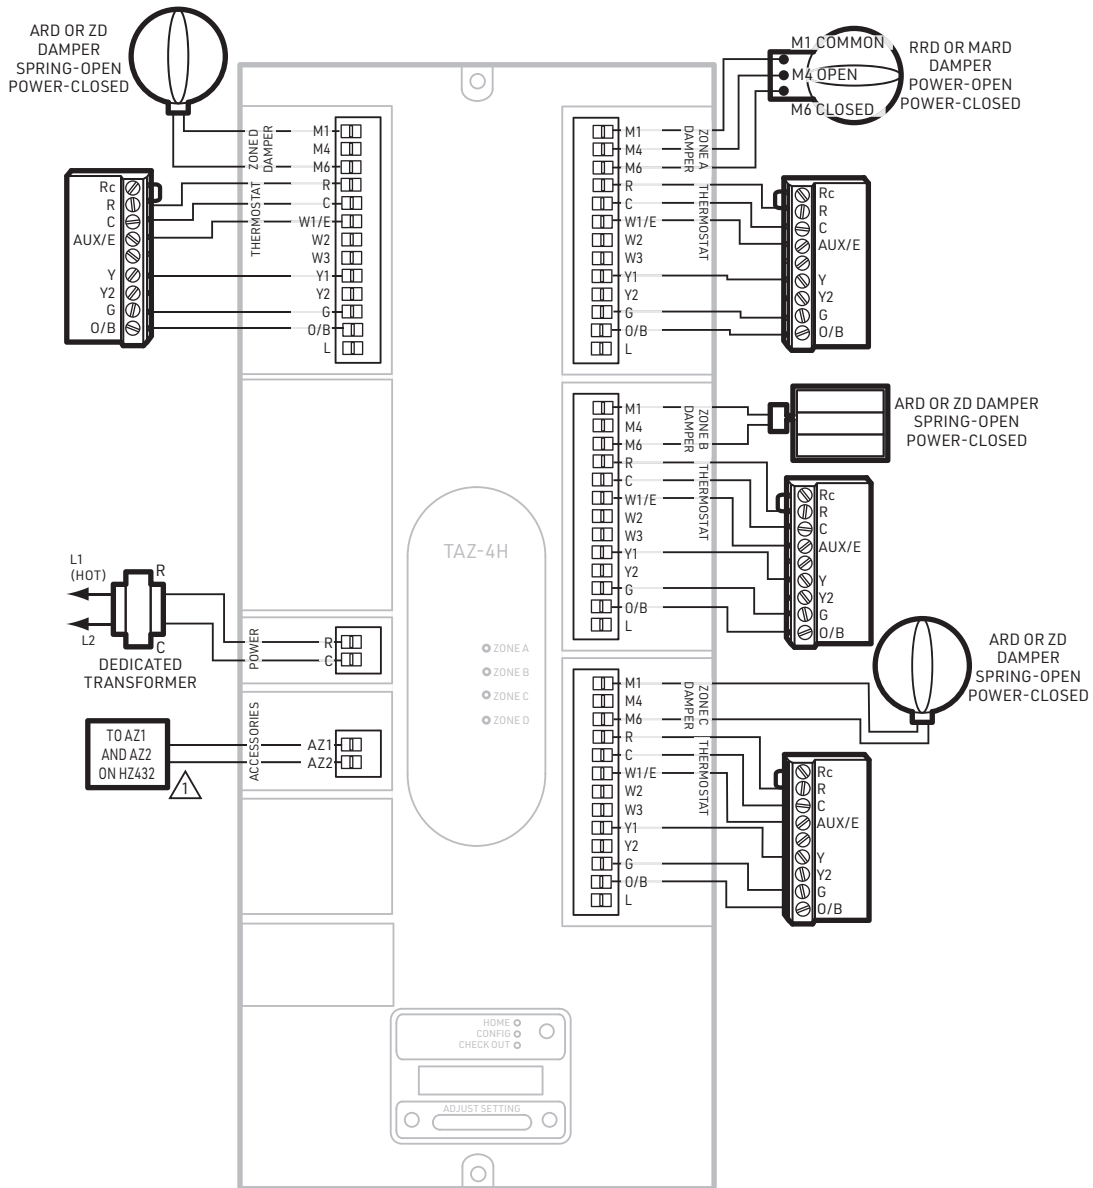 ARD OR ZD
DAMPER
SPRING-OPEN
POWER-CLOSED
M1 COMMON
M4 OPEN
M6 CLOSED
RRD OR MARD
DAMPER
POWER-OPEN
POWER-CLOSED
ZONE D
DAMPER
THERMOSTAT
M1
M4
M6
R
C
W1/E
W2
W3
Y1
Y2
G
O/B
L
Rc
R
C
AUX/E
Y
Y2
G
O/B
M1
M4
M6
R
C
W1/E
W2
W3
Y1
Y2
G
O/B
L
ZONE A
DAMPER
THERMOSTAT
Rc
R
C
AUX/E
Y
Y2
G
O/B
M1
M4
M6
R
C
W1/E
W2
W3
Y1
Y2
G
O/B
L
ZONE B
DAMPER
THERMOSTAT
ARD OR ZD DAMPER
SPRING-OPEN
POWER-CLOSED
Rc
R
C
AUX/E
Y
Y2
G
O/B
TAZ-4H
ZONE A
ZONE B
ZONE C
ZONE D
L1
(HOT)
L2
R
C
DEDICATED
TRANSFORMER
POWER
R
C
ACCESSORIES
AZ1
AZ2
TO AZ1
AND AZ2
ON HZ432
1
M1
M4
M6
R
C
W1/E
W2
W3
Y1
Y2
G
O/B
L
ZONE C
DAMPER
THERMOSTAT
ARD OR ZD
DAMPER
SPRING-OPEN
POWER-CLOSED
Rc
R
C
AUX/E
Y
Y2
G
O/B
HOME
CONFIG
CHECK OUT
ADJUST SETTING